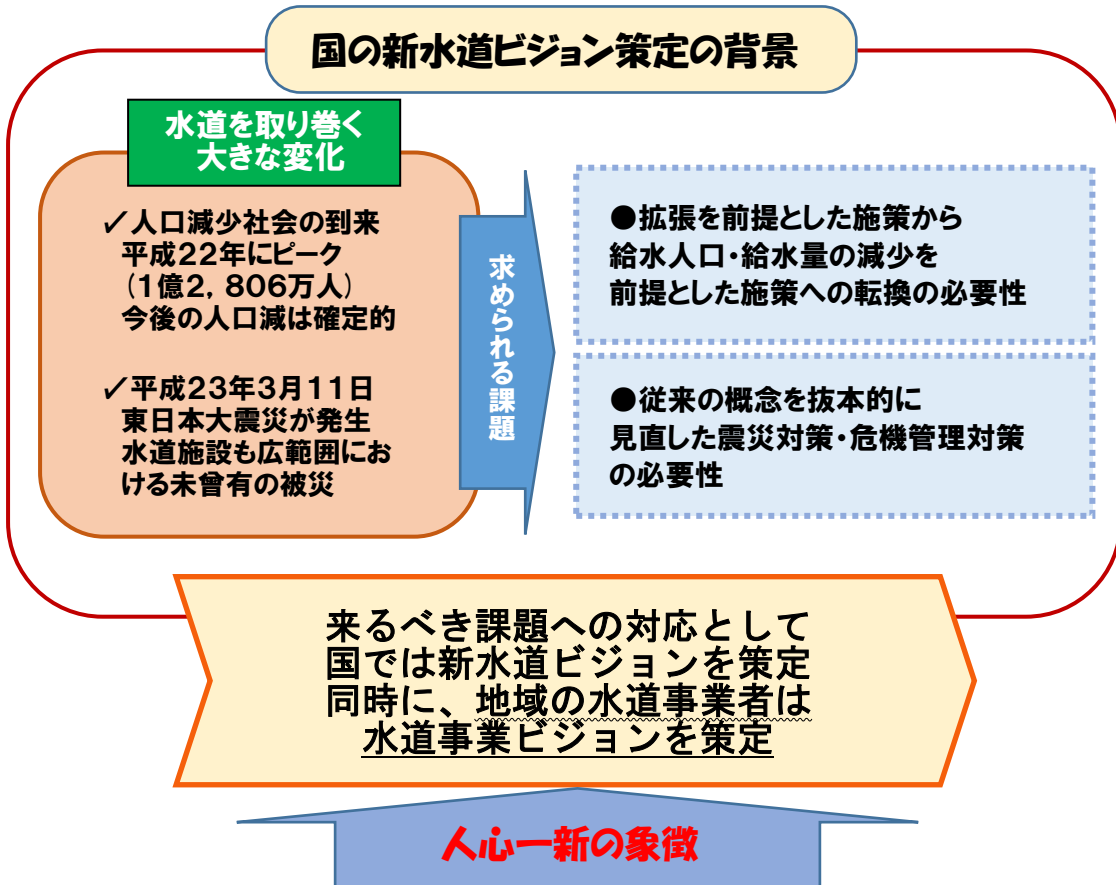 国の新水道ビジョン策定の背景
水道を取り巻く
大きな変化
✓人口減少社会の到来
平成22年にピーク
(1億2,806万人)
今後の人口減は確定的
✓平成23年3月11日
東日本大震災が発生
水道施設も広範囲にお
ける未曾有の被災
求められる課題
●拡張を前提とした施策から
給水人口・給水量の減少を
前提とした施策への転換の必要性
●従来の概念を抜本的に
見直した震災対策・危機管理対策
の必要性
来るべき課題への対応として
国では新水道ビジョンを策定
同時に、地域の水道事業者は
水道事業ビジョンを策定
人心一新の象徴